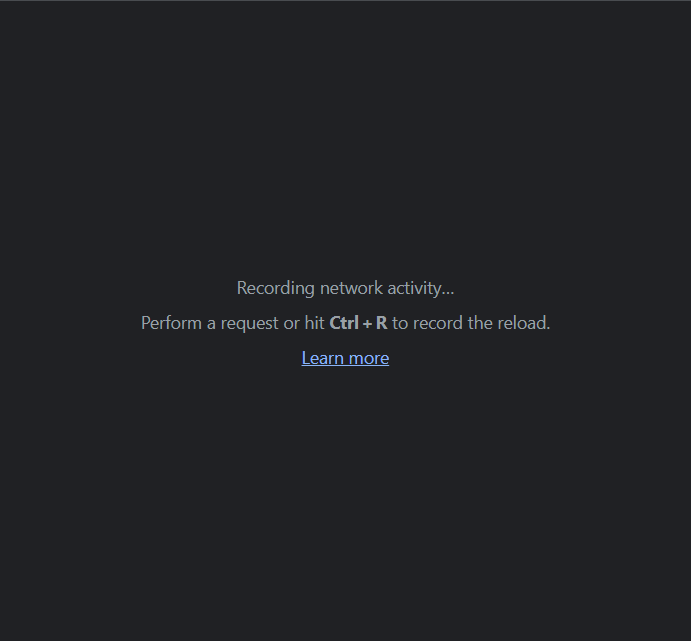 Recording network activity…
Perform a request or hit Ctrl + R to record the reload.
Learn more